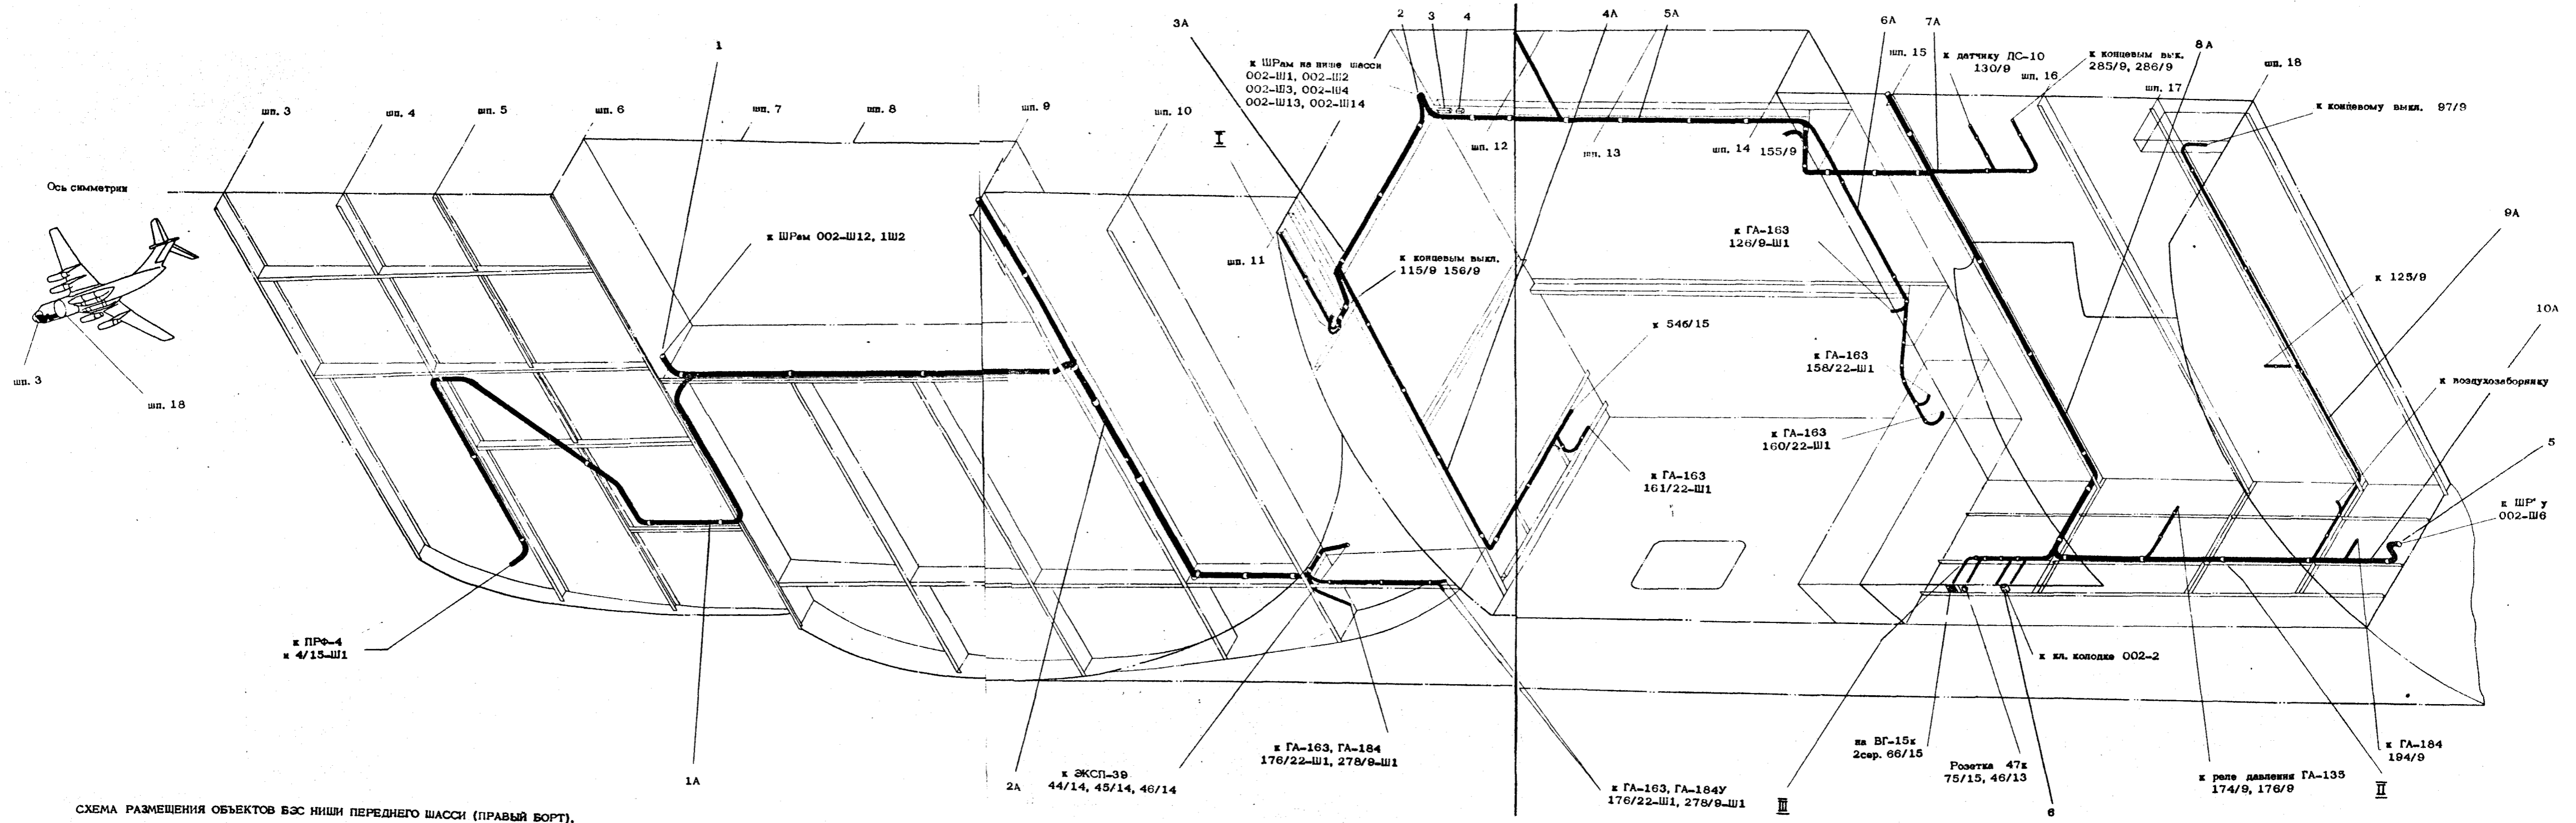 3А
2
3
4
4А
5А
6А
7А
8А
1
к ШРам на нише шасси
002-Ш1, 002-Ш2
002-Ш3, 002-Ш4
002-Ш13, 002-Ш14
шп. 15
к датчику ДС-10
130/9
к концевым вык.
285/9, 286/9
шп. 16
шп. 18
шп. 17
к концевому выкл. 97/9
шп. 3
шп. 4
шп. 5
шп. 6
шп. 7
шп. 8
шп. 9
шп. 10
I
шп. 12
шп. 13
шп. 14
155/9
Ось симметрии
к ШРам 002-Ш12, 1Ш2
шп. 11
к концевым выкл.
115/9 156/9
к ГА-163
126/9-Ш1
9А
к 125/9
10А
к 546/15
к ГА-163
158/22-Ш1
к воздухозаборнику
шп. 3
шп. 18
к ГА-163
160/22-Ш1
5
к ГА-163
161/22-Ш1
002-Ш6
к ПРФ-4
к 4/15-Ш1
к кл. колодке 002-2
1А
2А
к ЭКСП-39
44/14, 45/14, 46/14
к ГА-163, ГА-184
176/22-Ш1, 278/9-Ш1
к ГА-163, ГА-184У
176/22-Ш1, 278/9-Ш1
III
на ВГ-15к
2сер. 66/15
Розетка 47к
75/15, 46/13
6
к реле давления ГА-135
174/9, 176/9
к ГА-184
194/9
II
СХЕМА РАЗМЕЩЕНИЯ ОБЪЕКТОВ БЭС НИШИ ПЕРЕДНЕГО ШАССИ (ПРАВЫЙ БОРТ),